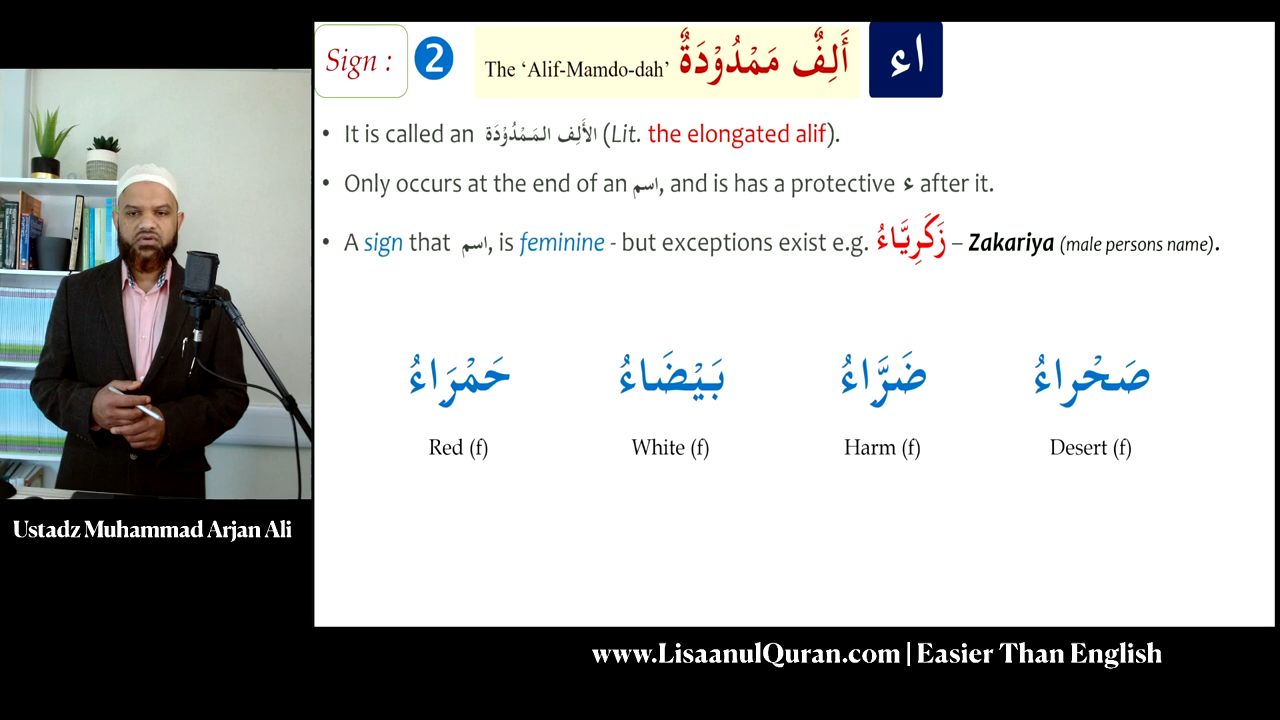 Sign :
2
The ‘Alif-Mamdo-dah’ أَلِفٌ مَمْدُوْدَةٌ
اء
• It is called an الأَلِف المَمْدُوْدَة (Lit. the elongated alif).
• Only occurs at the end of an اسم, and is has a protective ء after it.
• A sign that اسم, is feminine - but exceptions exist e.g. زَكَرِيَّاءُ – Zakariya (male persons name).
حَمْرَاءُ بَيْضَاءُ ضَرَّاءُ صَحْراءُ
Red (f) White (f) Harm (f) Desert (f)
Ustadz Muhammad Arjan Ali
www.LisaanulQuran.com | Easier Than English